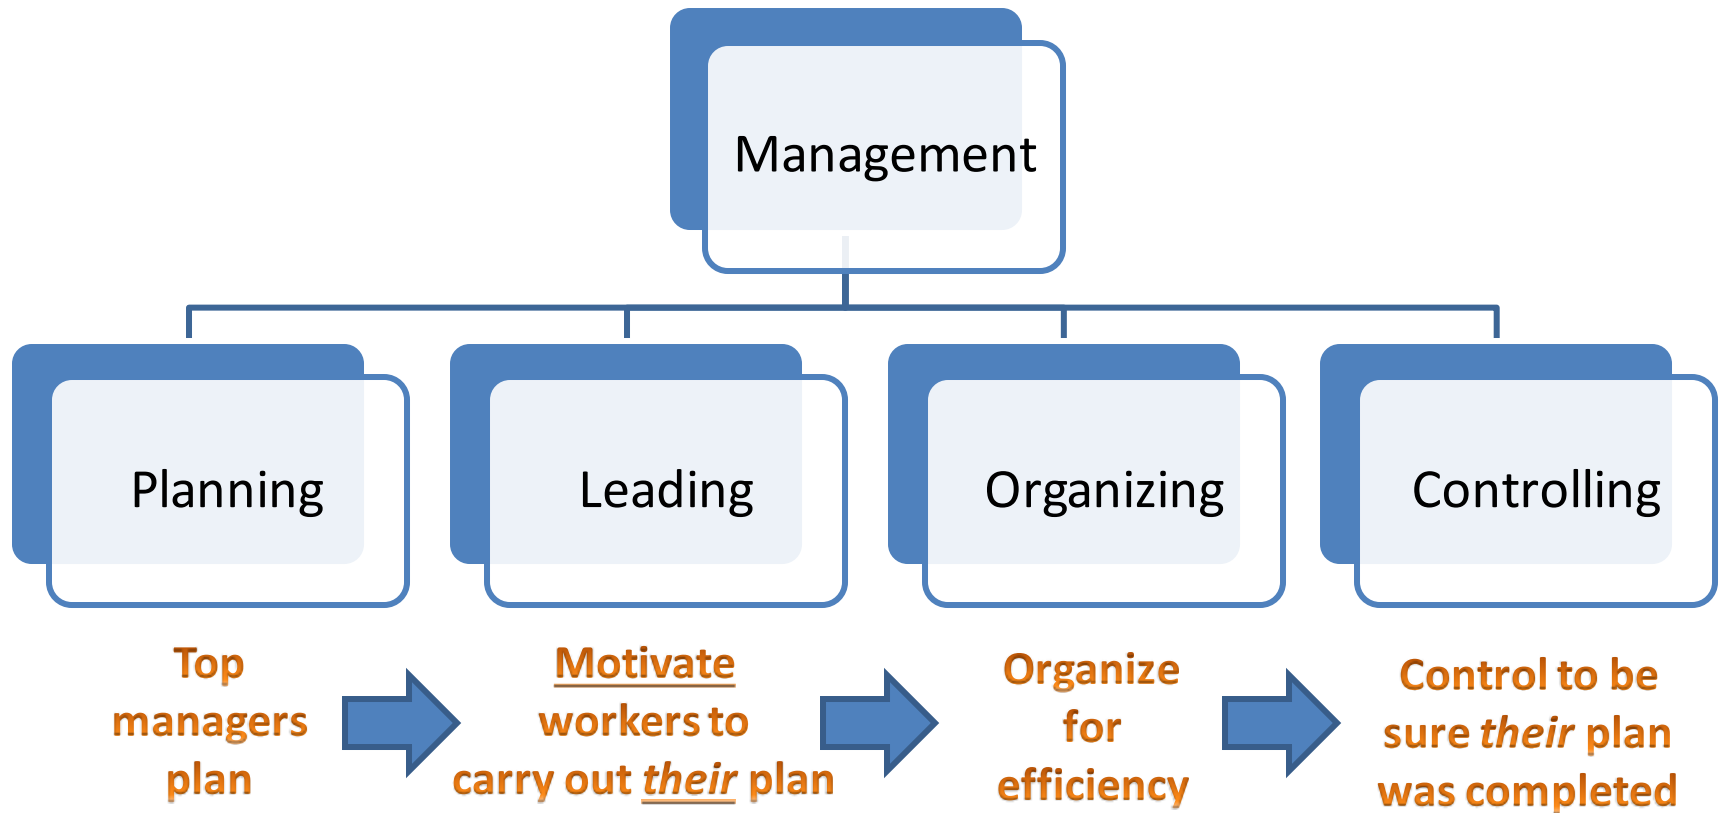 Management
Planning
Leading
Organizing
Controlling
Top
managers
plan
Motivate
workers to
carry out their plan
Organize
for
efficiency
Control to be
sure their plan
was completed